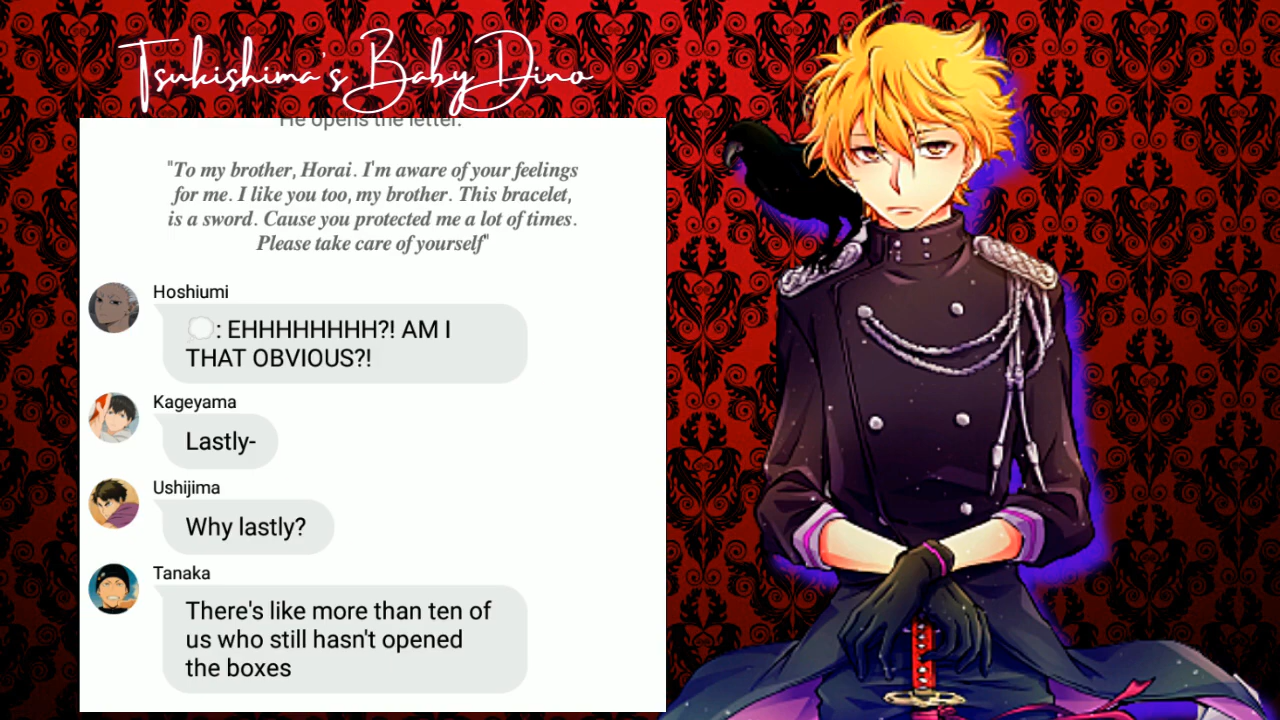 Tsukishima's Baby Dino
He opens the letter.
"To my brother, Horai. I'm aware of your feelings
for me. I like you too, my brother. This bracelet,
is a sword. Cause you protected me a lot of times.
Please take care of yourself"
Hoshiumi
💭: EHHHHHHHH?! AM I
THAT OBVIOUS?!
Kageyama
Lastly-
Ushijima
Why lastly?
Tanaka
There's like more than ten of
us who still hasn't opened
the boxes